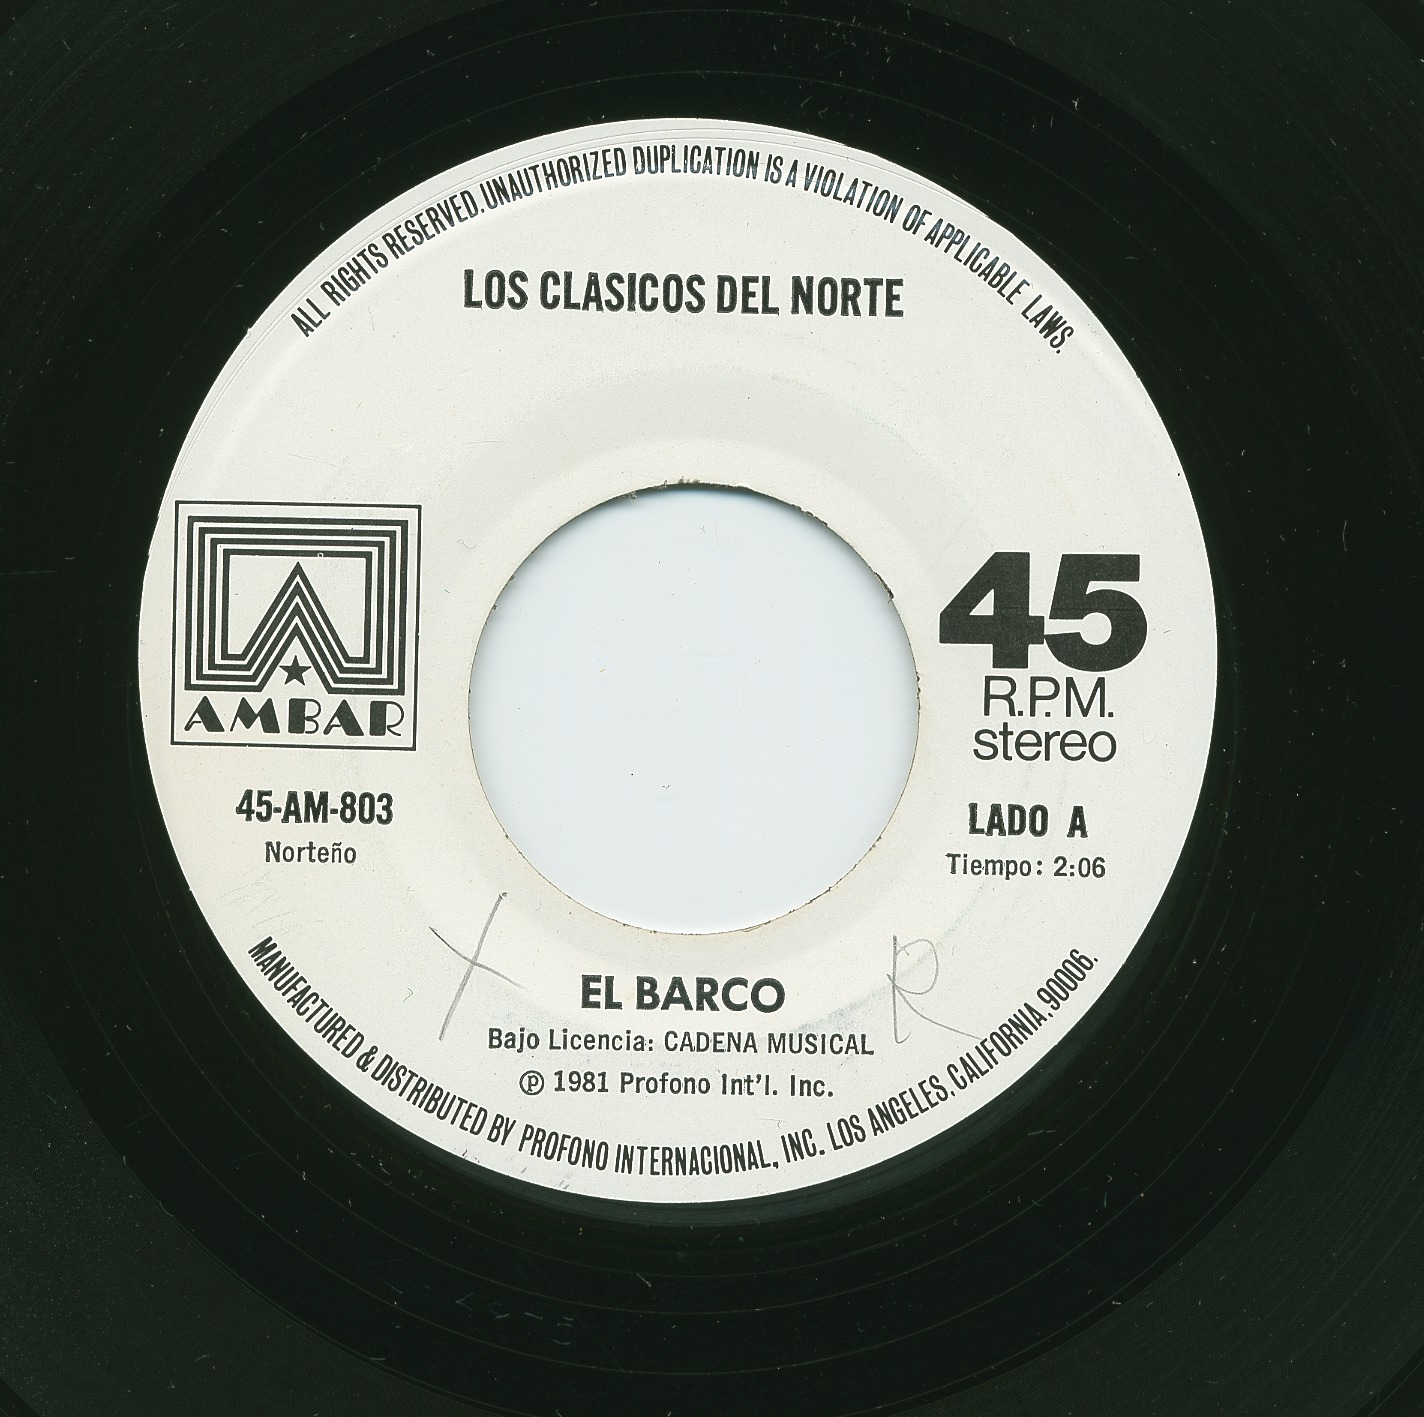 ALL RIGHTS RESERVED. UNAUTHORIZED DUPLICATION IS A VIOLATION OF APPLICABLE LAWS.
LOS CLASICOS DEL NORTE
AMBAR
45
R.P.M.
stereo
45-AM-803
Norteño
LADO A
Tiempo: 2:06
X
R
EL BARCO
Bajo Licencia: CADENA MUSICAL
℗ 1981 Profono Int'l. Inc.
MANUFACTURED & DISTRIBUTED BY PROFONO INTERNACIONAL, INC. LOS ANGELES, CALIFORNIA, 90006.